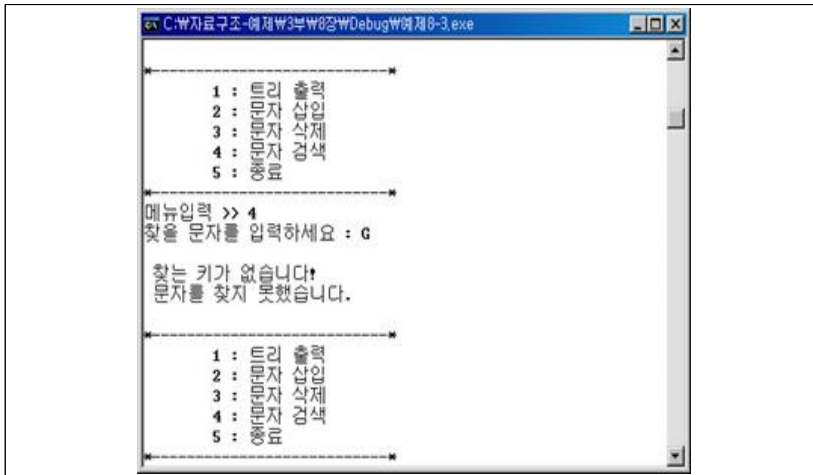 C:₩자료구조-예제₩3부₩8장₩Debug₩예제8-3.exe
*---------------------------*
1 : 트리 출력
2 : 문자 삽입
3 : 문자 삭제
4 : 문자 검색
5 : 종료
*---------------------------*
메뉴입력 >> 4
찾을 문자를 입력하세요 : G
찾는 키가 없습니다!
문자를 찾지 못했습니다.
*---------------------------*
1 : 트리 출력
2 : 문자 삽입
3 : 문자 삭제
4 : 문자 검색
5 : 종료
*---------------------------*